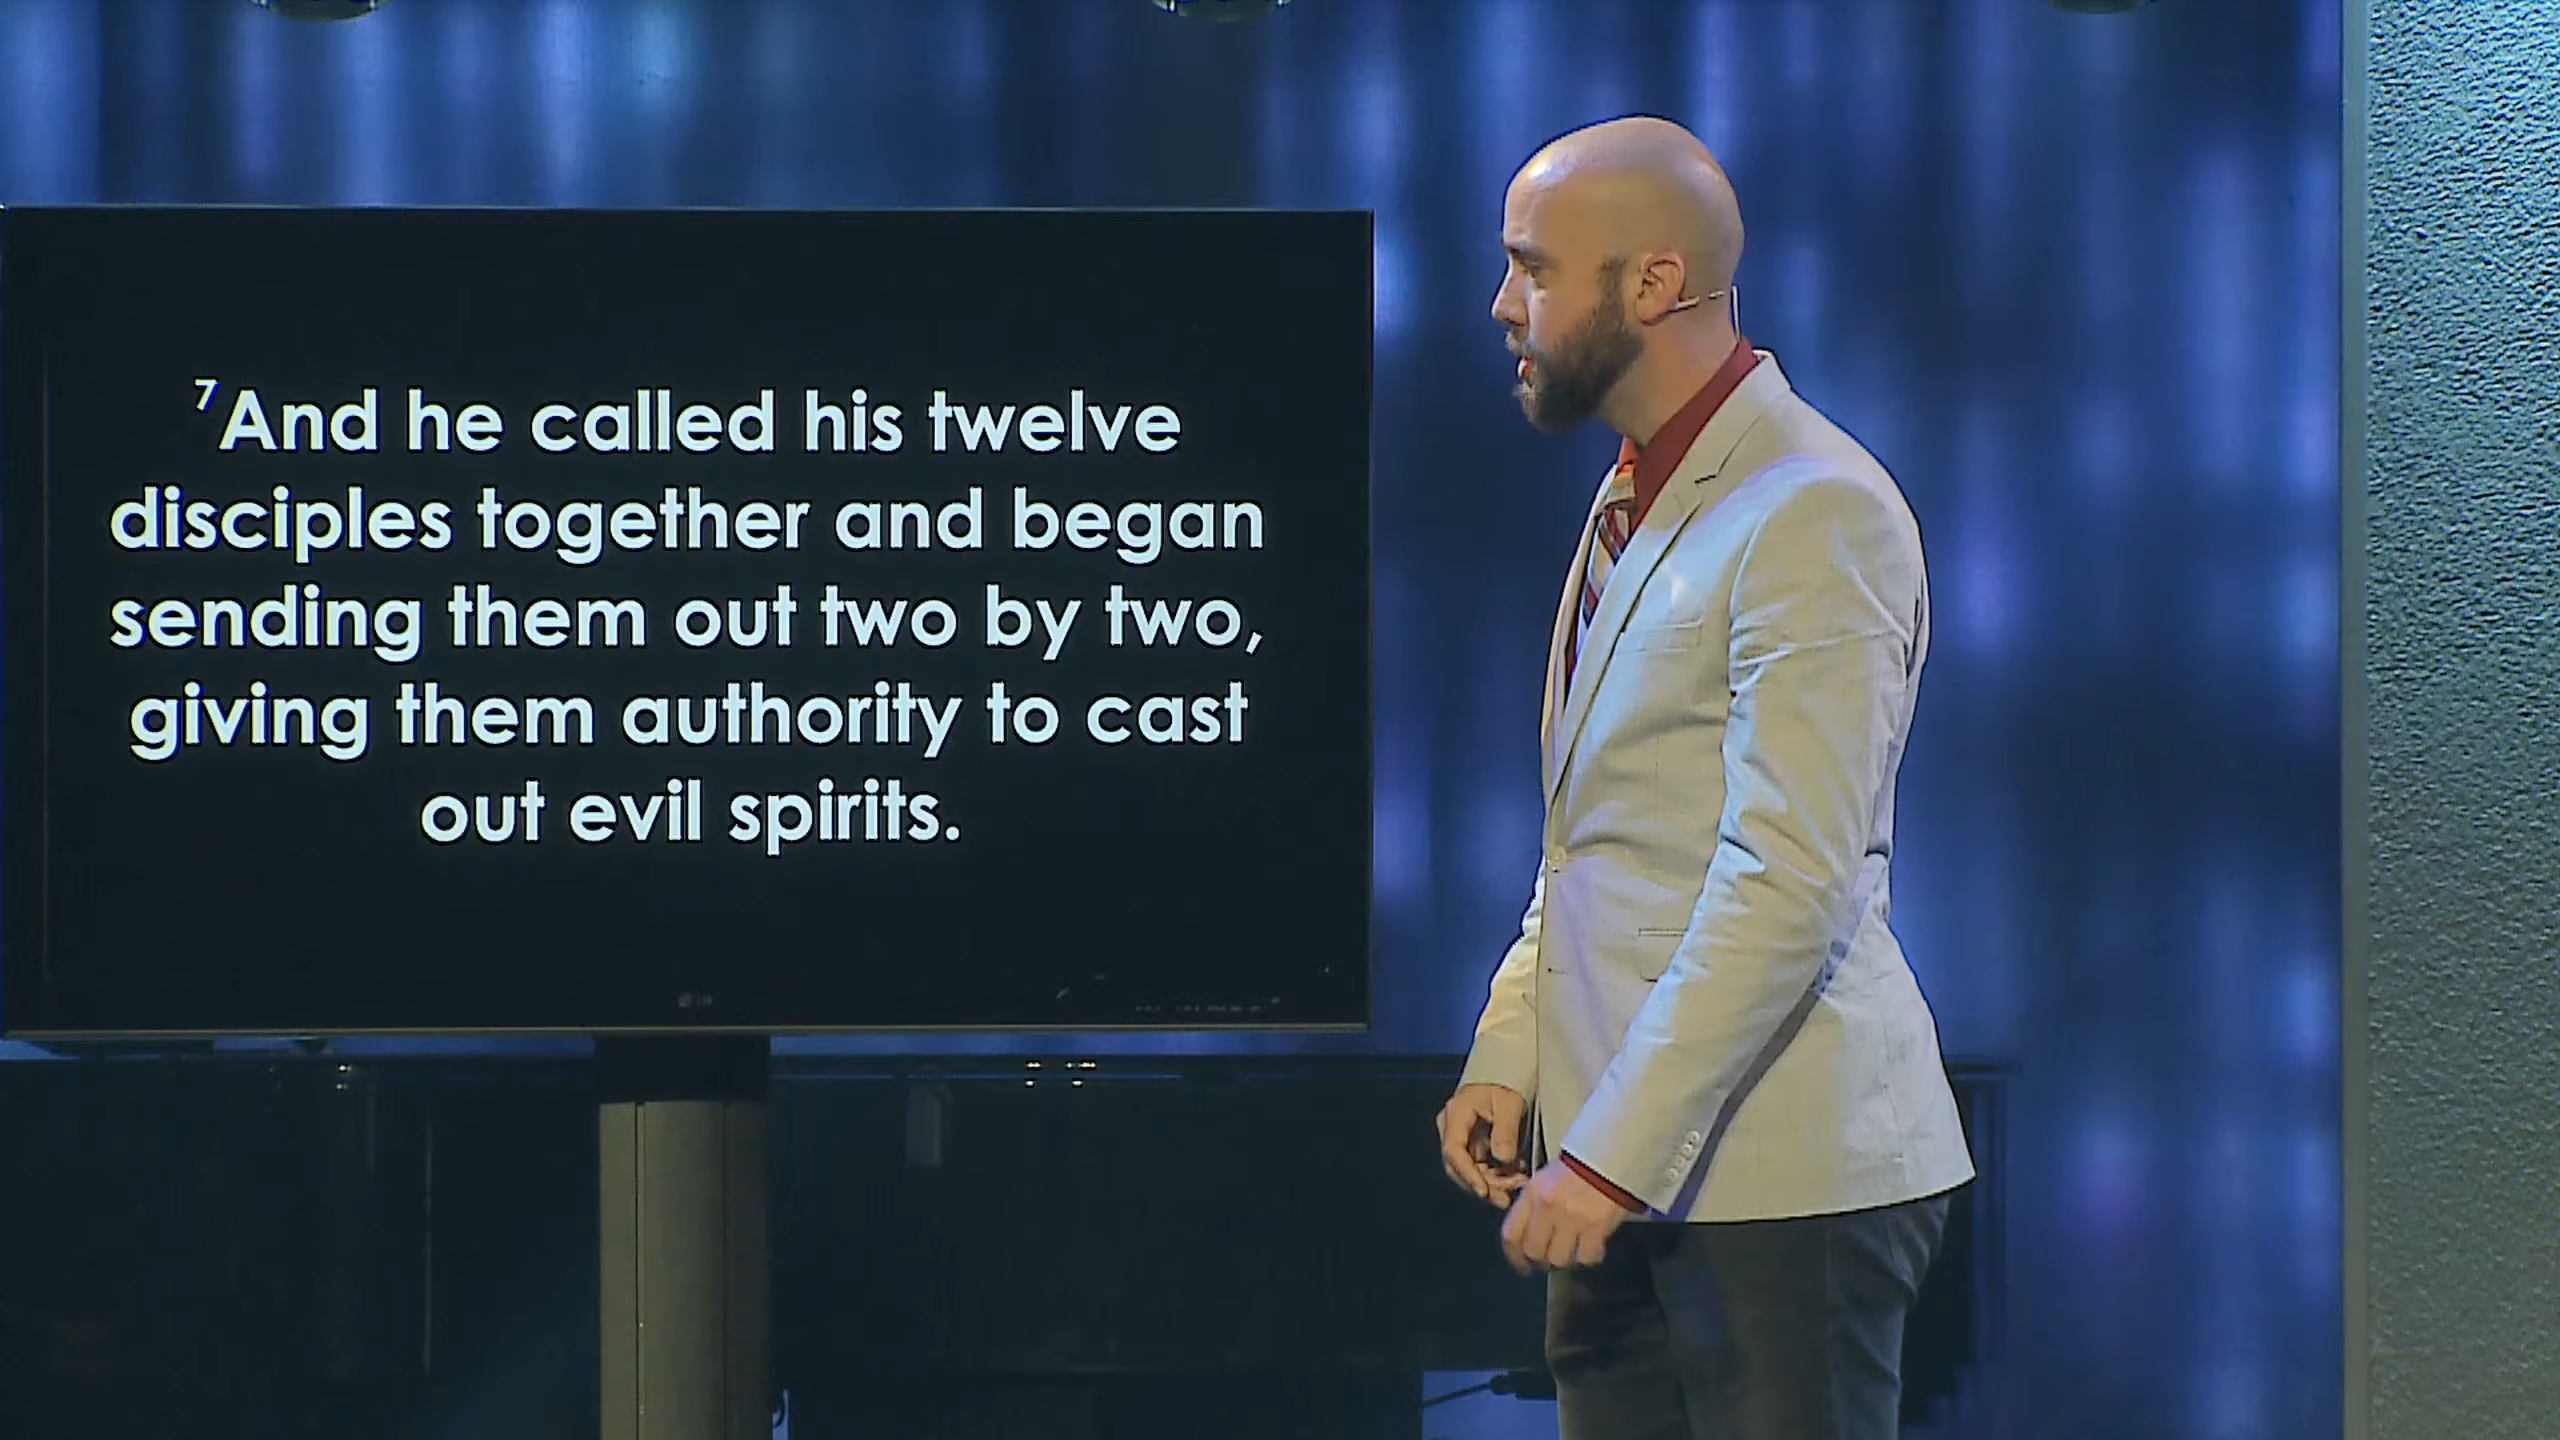 ⁷And he called his twelve
disciples together and began
sending them out two by two,
giving them authority to cast
out evil spirits.
LG